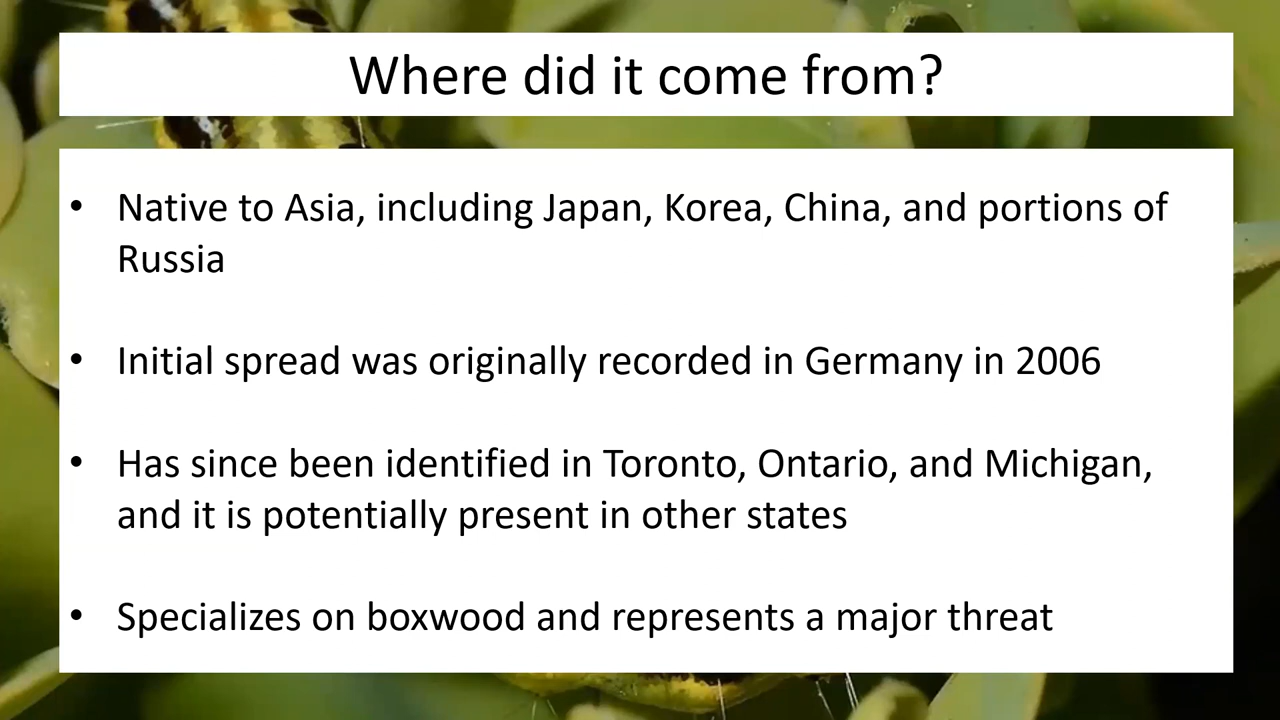 Where did it come from?
• Native to Asia, including Japan, Korea, China, and portions of
Russia
• Initial spread was originally recorded in Germany in 2006
• Has since been identified in Toronto, Ontario, and Michigan,
and it is potentially present in other states
• Specializes on boxwood and represents a major threat